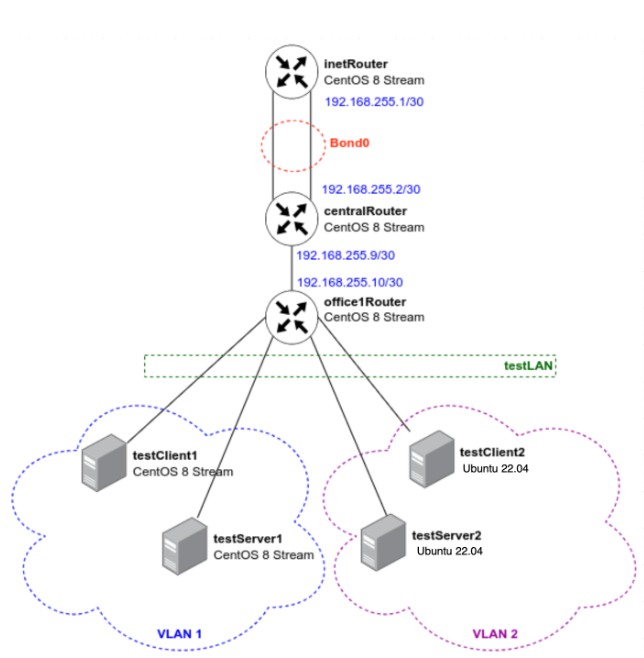 inetRouter
CentOS 8 Stream
192.168.255.1/30
Bond0
192.168.255.2/30
centralRouter
CentOS 8 Stream
192.168.255.9/30
192.168.255.10/30
office1Router
CentOS 8 Stream
testLAN
testClient1
CentOS 8 Stream
testClient2
Ubuntu 22.04
testServer1
CentOS 8 Stream
testServer2
Ubuntu 22.04
VLAN 1
VLAN 2